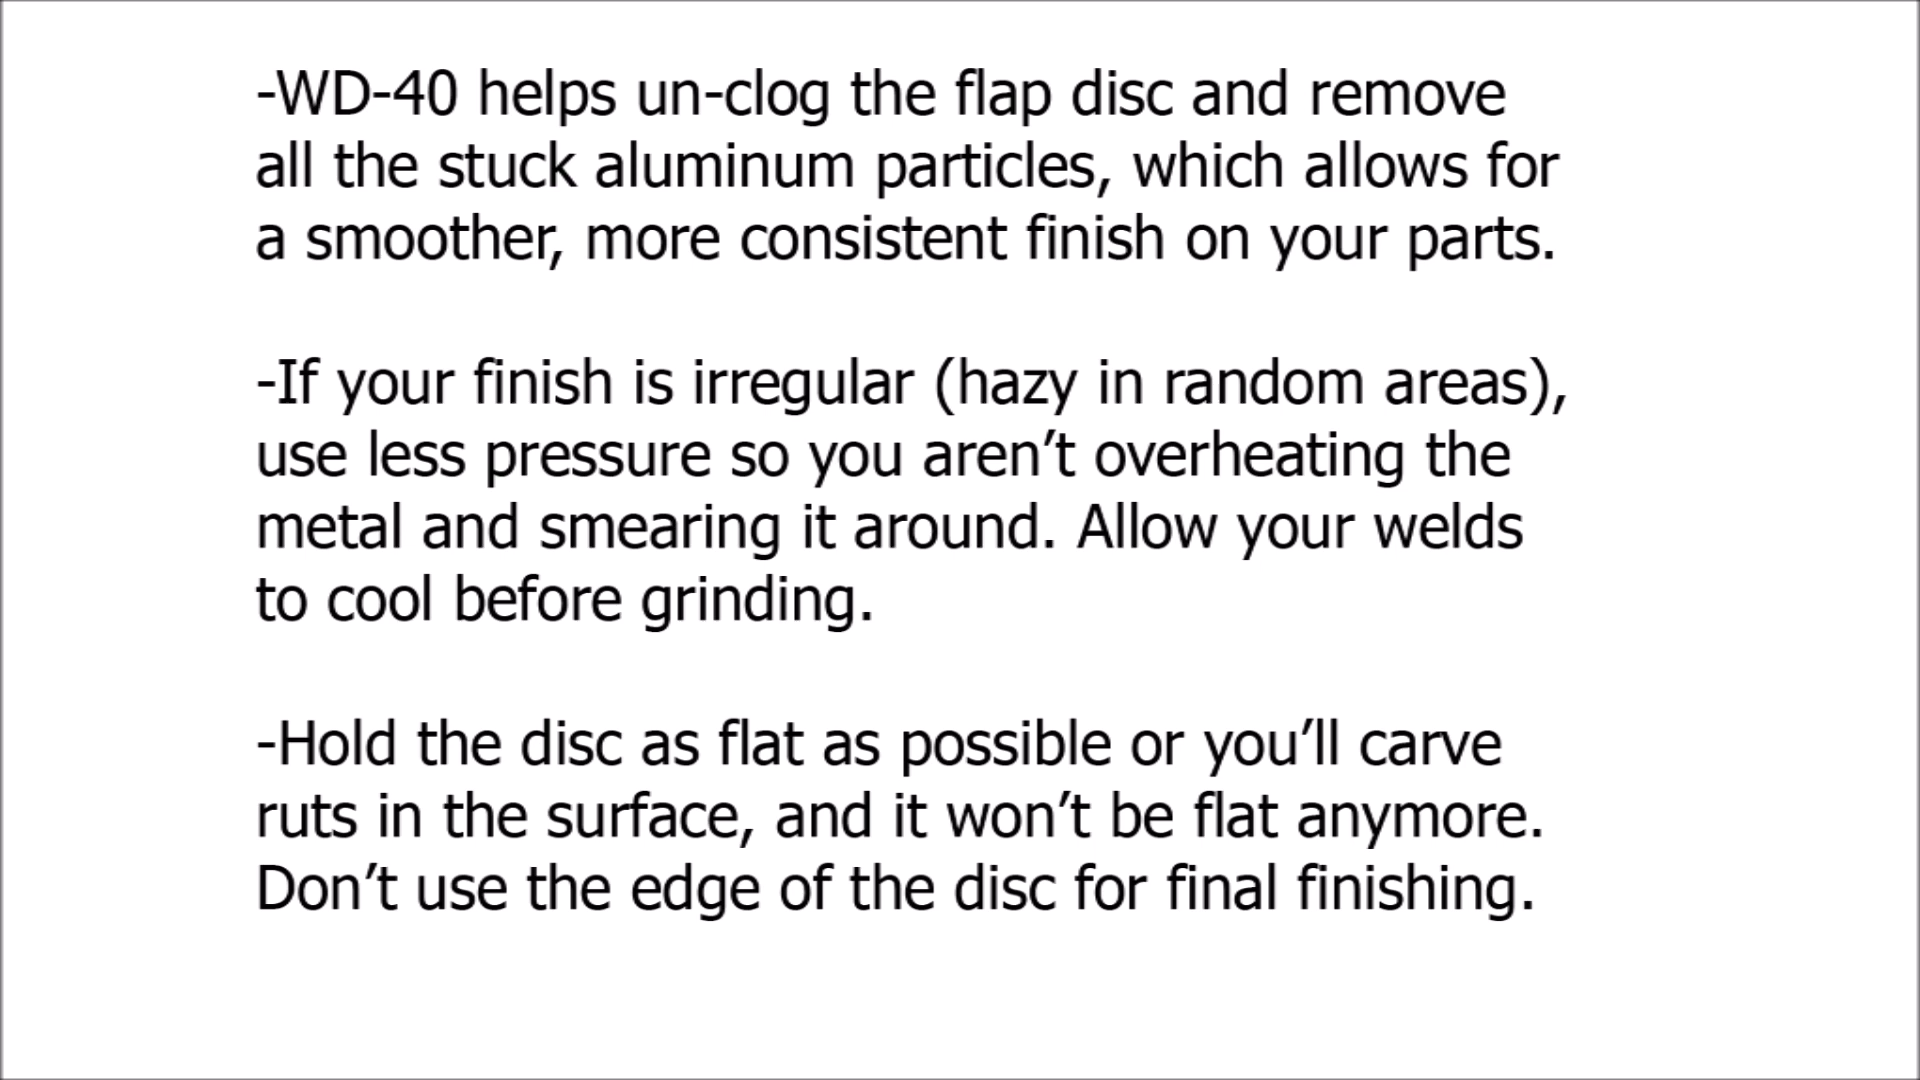 -WD-40 helps un-clog the flap disc and remove
all the stuck aluminum particles, which allows for
a smoother, more consistent finish on your parts.
-If your finish is irregular (hazy in random areas),
use less pressure so you aren’t overheating the
metal and smearing it around. Allow your welds
to cool before grinding.
-Hold the disc as flat as possible or you’ll carve
ruts in the surface, and it won’t be flat anymore.
Don’t use the edge of the disc for final finishing.